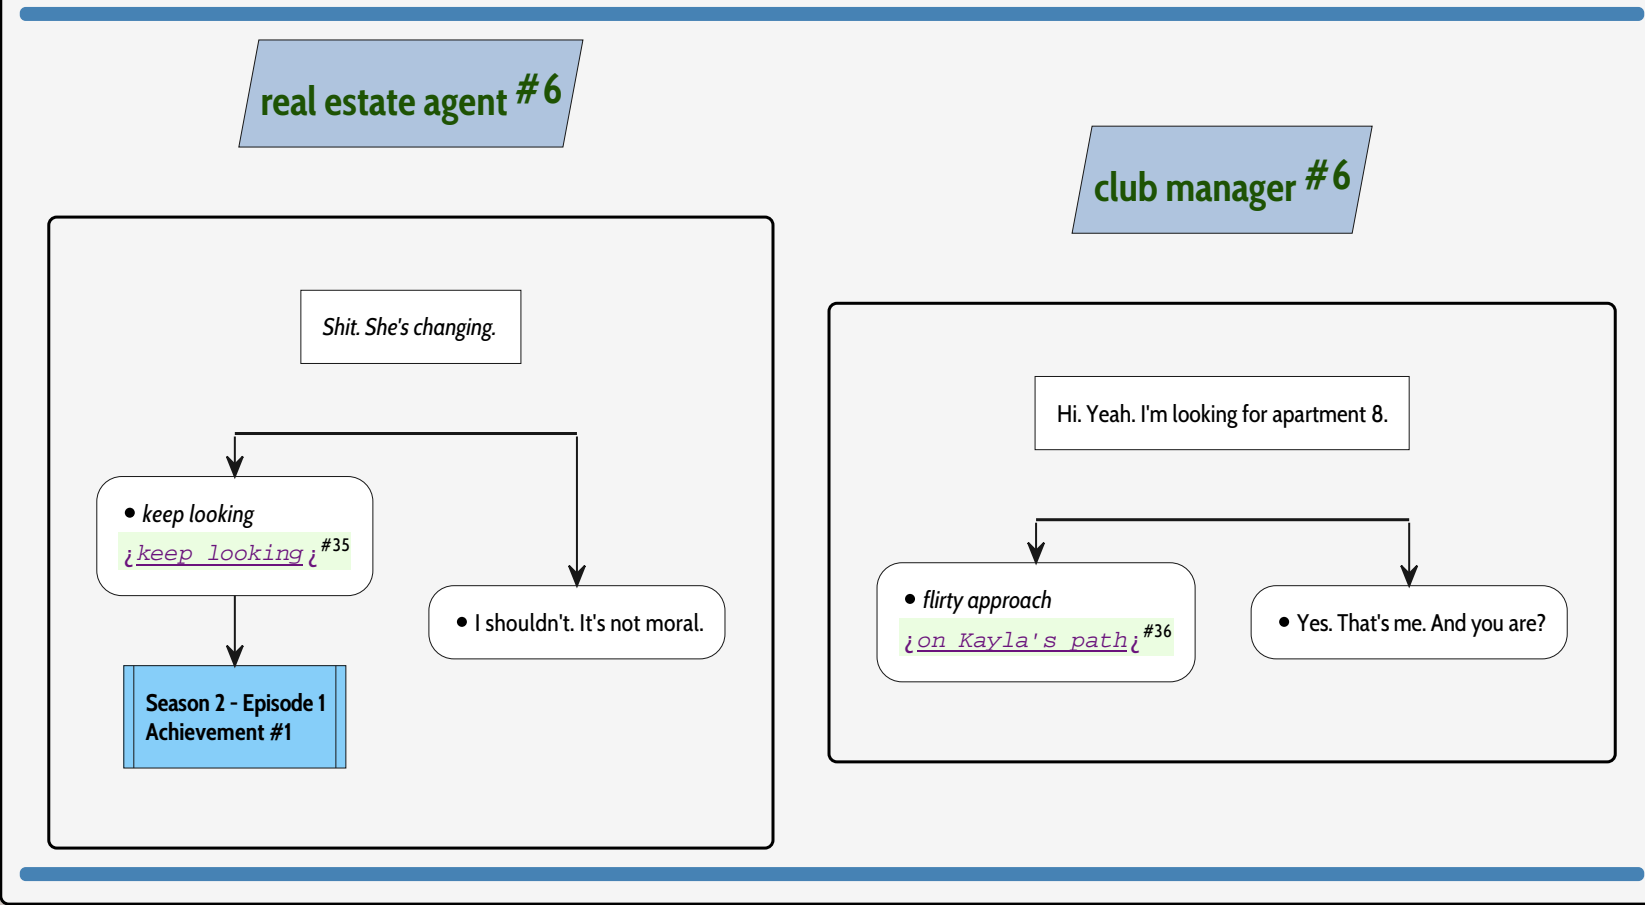 real estate agent #6
Shit. She's changing.
• keep looking
¿keep looking¿#35
• I shouldn't. It's not moral.
Season 2 - Episode 1
Achievement #1
club manager #6
Hi. Yeah. I'm looking for apartment 8.
• flirty approach
¿on Kayla's path¿#36
• Yes. That's me. And you are?